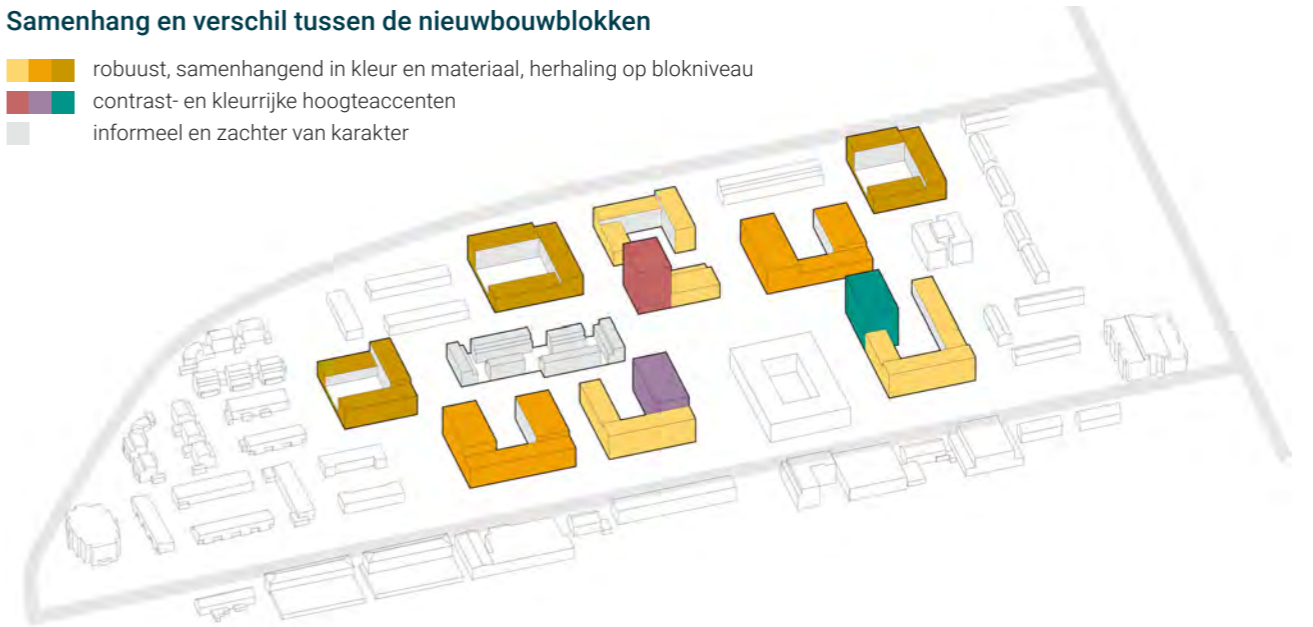 Samenhang en verschil tussen de nieuwbouwblokken
robuust, samenhangend in kleur en materiaal, herhaling op blokniveau
contrast- en kleurrijke hoogteaccenten
informeel en zachter van karakter